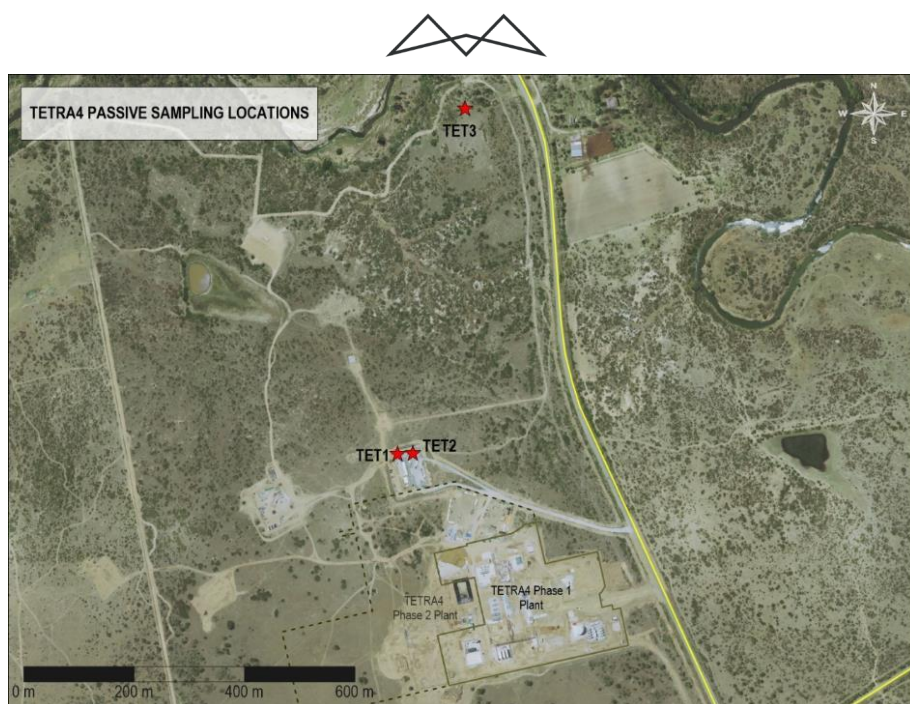 TETRA4 PASSIVE SAMPLING LOCATIONS
N
W E
S
TET3
TET1
TET2
TETRA4 Phase 1
Plant
TETRA4
Phase 2 Plant
0 m 200 m 400 m 600 m